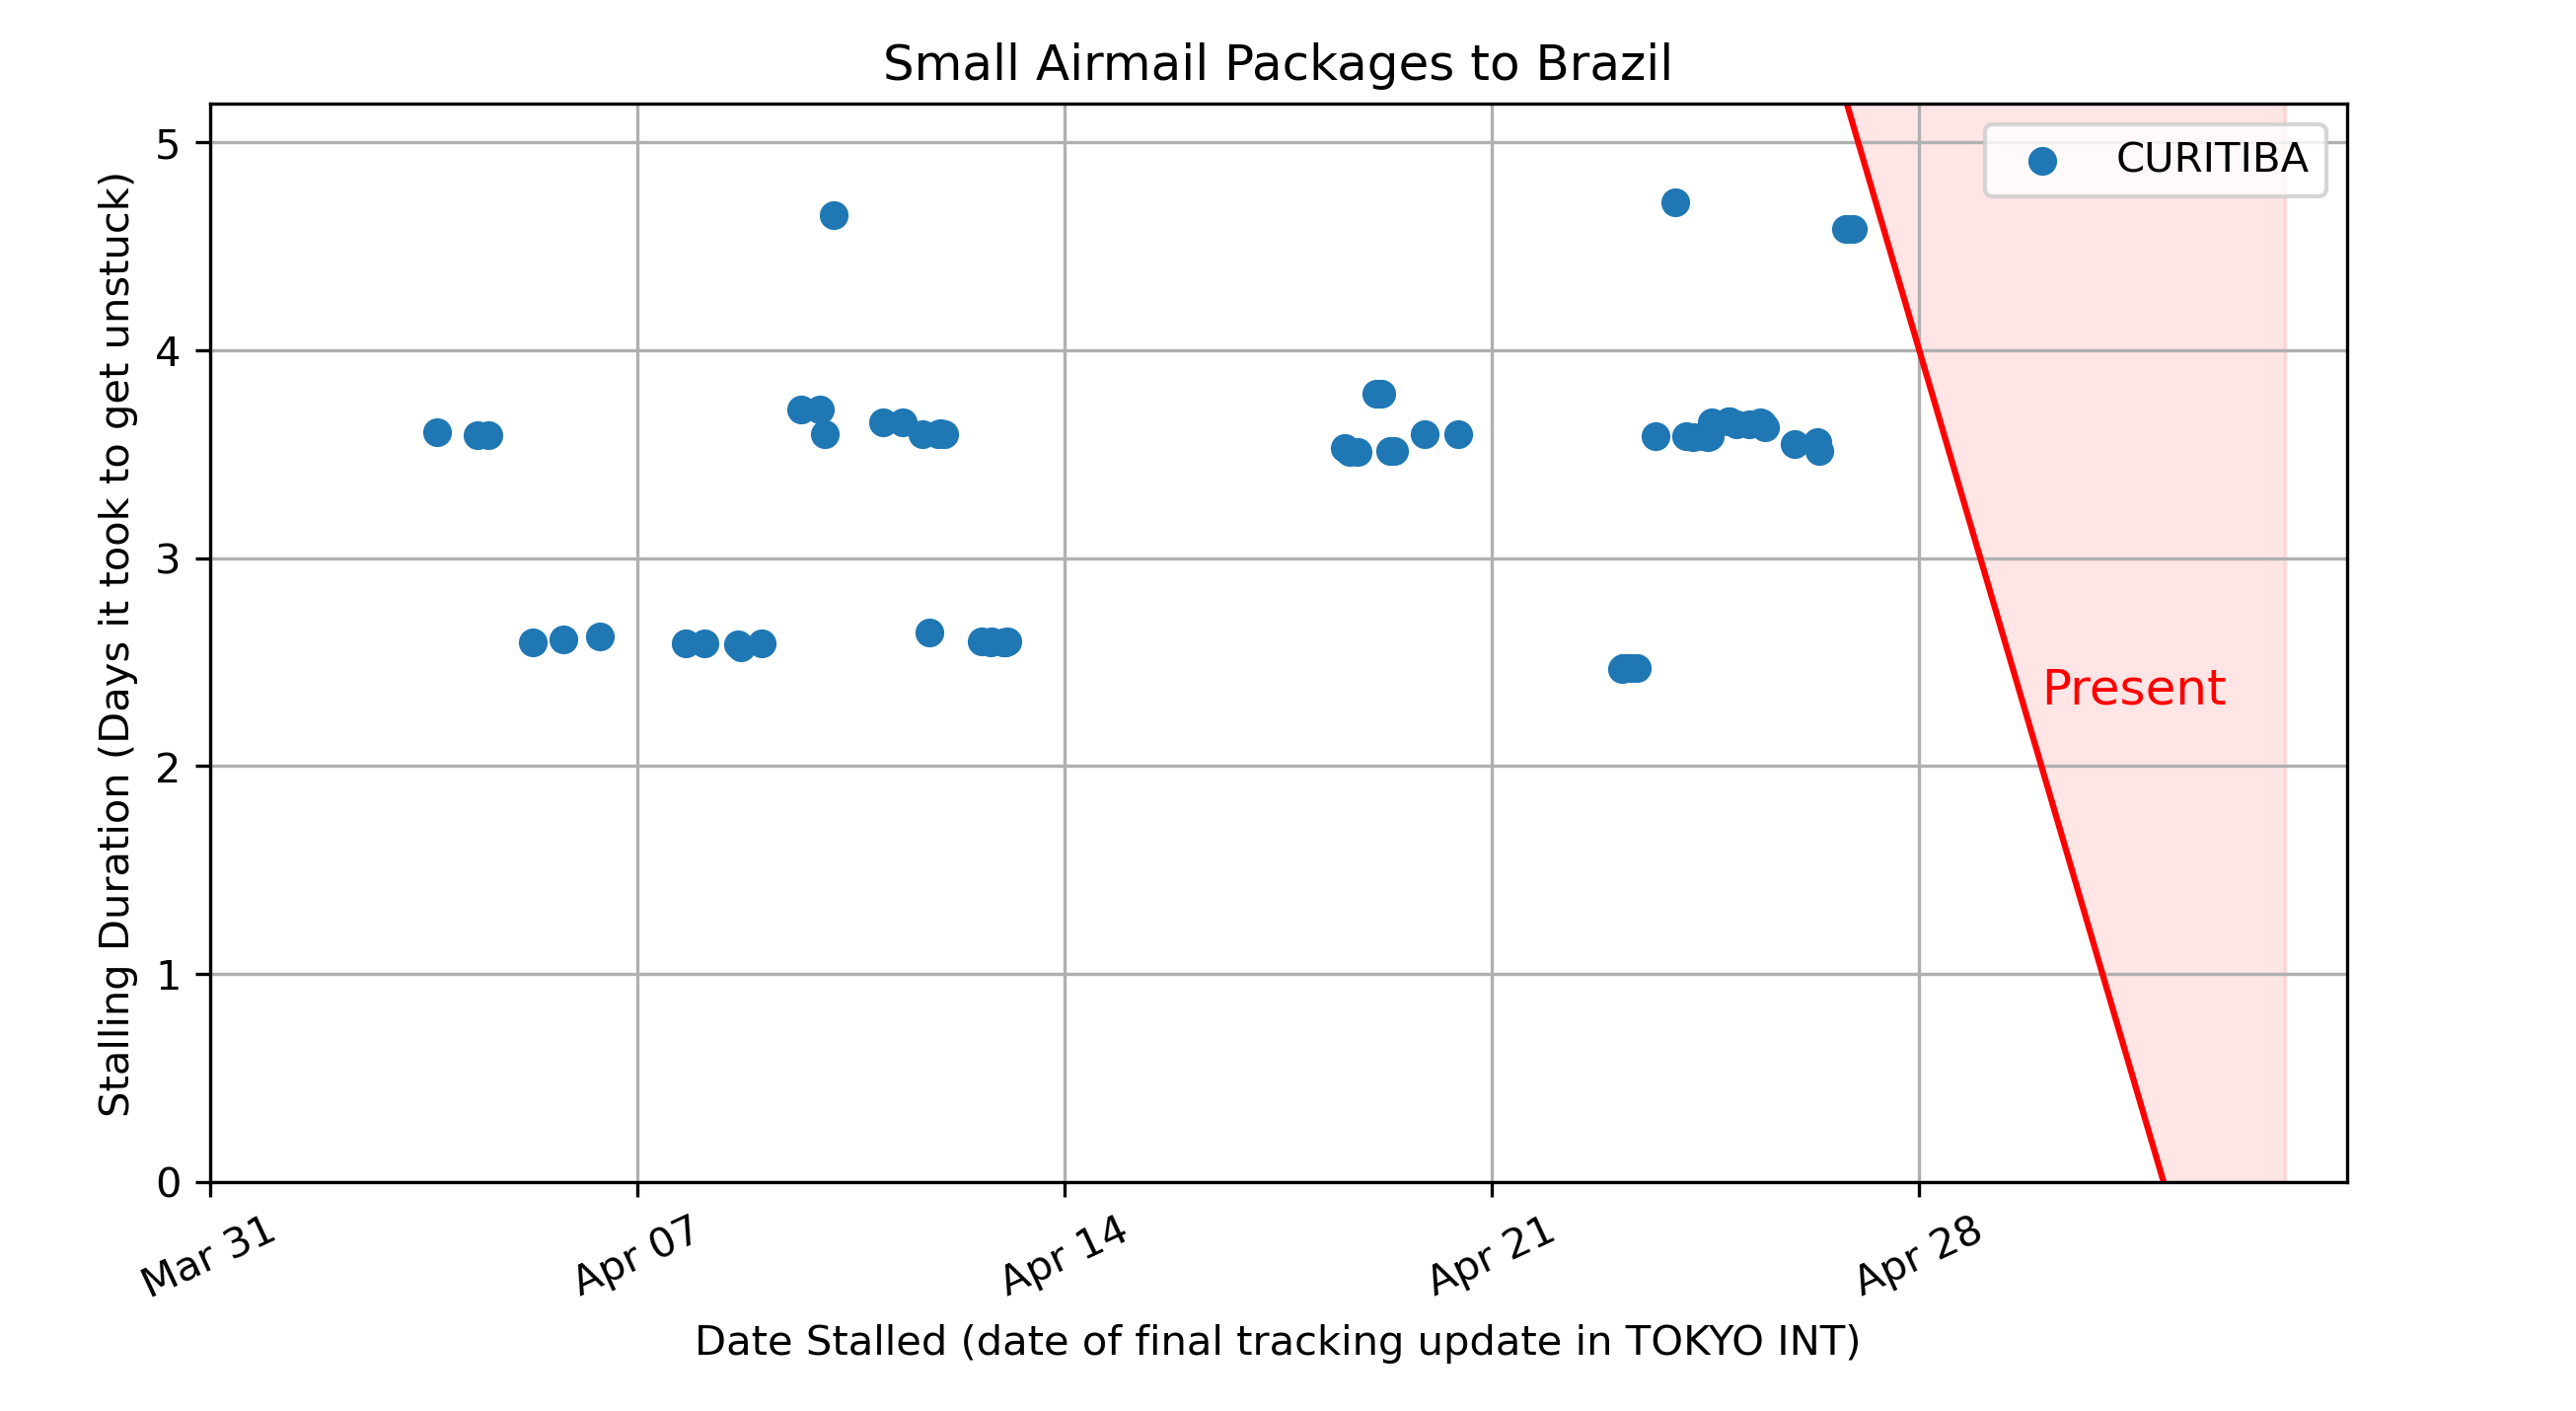 Small Airmail Packages to Brazil
CURITIBA
Present
Stalling Duration (Days it took to get unstuck)
5
4
3
2
1
0
Mar 31
Apr 07
Apr 14
Apr 21
Apr 28
Date Stalled (date of final tracking update in TOKYO INT)